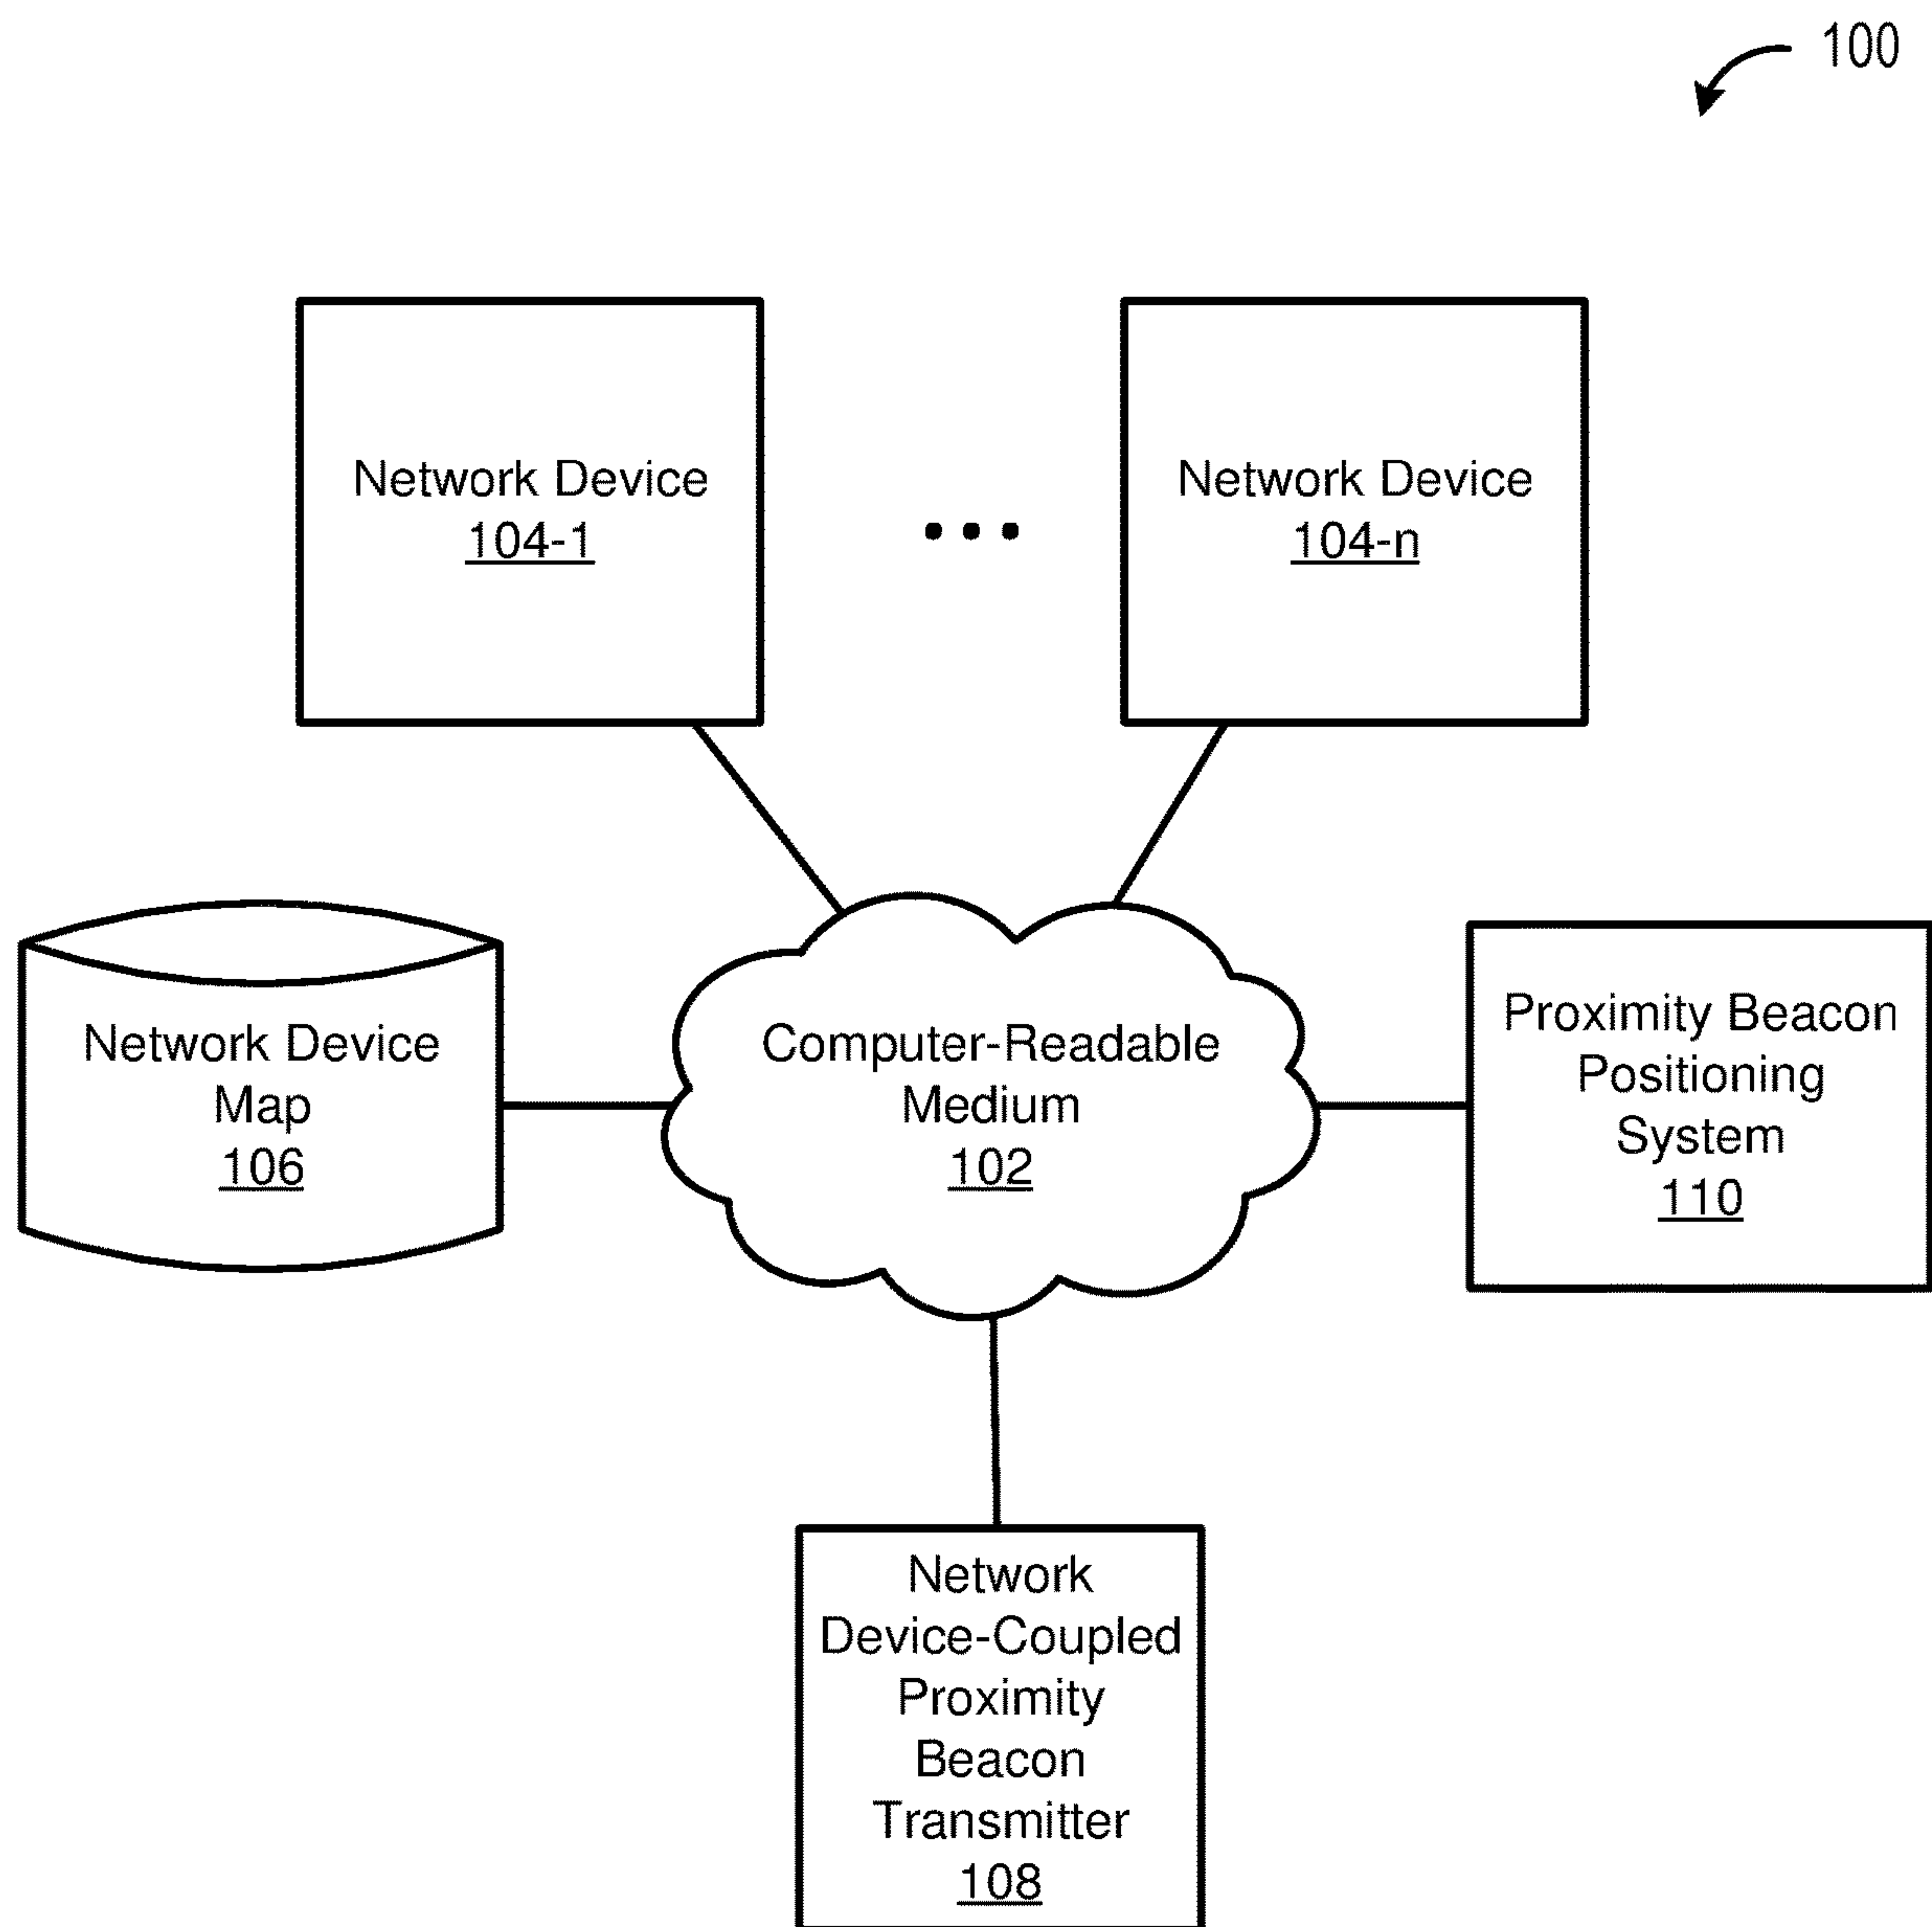 100
Network Device
104-1
...
Network Device
104-n
Network Device
Map
106
Computer-Readable
Medium
102
Proximity Beacon
Positioning
System
110
Network
Device-Coupled
Proximity
Beacon
Transmitter
108